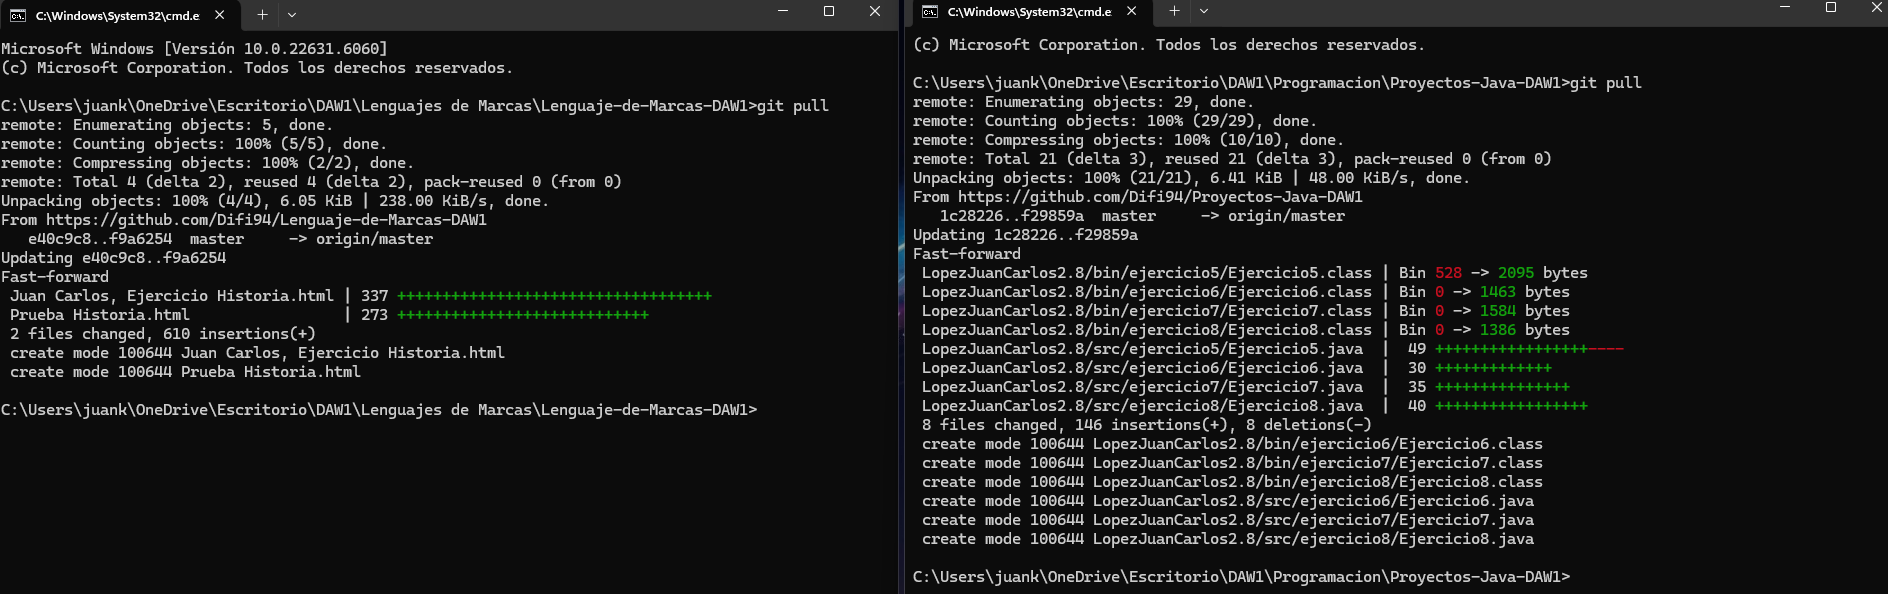 C:\Windows\System32\cmd.e
Microsoft Windows [Versión 10.0.22631.6060]
(c) Microsoft Corporation. Todos los derechos reservados.
C:\Users\juank\OneDrive\Escritorio\DAW1\Lenguajes de Marcas\Lenguaje-de-Marcas-DAW1>git pull
remote: Enumerating objects: 5, done.
remote: Counting objects: 100% (5/5), done.
remote: Compressing objects: 100% (2/2), done.
remote: Total 4 (delta 2), reused 4 (delta 2), pack-reused 0 (from 0)
Unpacking objects: 100% (4/4), 6.05 KiB | 238.00 KiB/s, done.
From https://github.com/Difi94/Lenguaje-de-Marcas-DAW1
   e40c9c8..f9a6254  master     -> origin/master
Updating e40c9c8..f9a6254
Fast-forward
 Juan Carlos, Ejercicio Historia.html | 337 +++++++++++++++++++++++++++++++++++
 Prueba Historia.html                 | 273 ++++++++++++++++++++++++++++
 2 files changed, 610 insertions(+)
 create mode 100644 Juan Carlos, Ejercicio Historia.html
 create mode 100644 Prueba Historia.html
C:\Users\juank\OneDrive\Escritorio\DAW1\Lenguajes de Marcas\Lenguaje-de-Marcas-DAW1>
C:\Windows\System32\cmd.e
(c) Microsoft Corporation. Todos los derechos reservados.
C:\Users\juank\OneDrive\Escritorio\DAW1\Programacion\Proyectos-Java-DAW1>git pull
remote: Enumerating objects: 29, done.
remote: Counting objects: 100% (29/29), done.
remote: Compressing objects: 100% (10/10), done.
remote: Total 21 (delta 3), reused 21 (delta 3), pack-reused 0 (from 0)
Unpacking objects: 100% (21/21), 6.41 KiB | 48.00 KiB/s, done.
From https://github.com/Difi94/Proyectos-Java-DAW1
   1c28226..f29859a  master     -> origin/master
Updating 1c28226..f29859a
Fast-forward
 LopezJuanCarlos2.8/bin/ejercicio5/Ejercicio5.class | Bin 528 -> 2095 bytes
 LopezJuanCarlos2.8/bin/ejercicio6/Ejercicio6.class | Bin 0 -> 1463 bytes
 LopezJuanCarlos2.8/bin/ejercicio7/Ejercicio7.class | Bin 0 -> 1584 bytes
 LopezJuanCarlos2.8/bin/ejercicio8/Ejercicio8.class | Bin 0 -> 1386 bytes
 LopezJuanCarlos2.8/src/ejercicio5/Ejercicio5.java  |  49 +++++++++++++++++----
 LopezJuanCarlos2.8/src/ejercicio6/Ejercicio6.java  |  30 +++++++++++++
 LopezJuanCarlos2.8/src/ejercicio7/Ejercicio7.java  |  35 +++++++++++++++
 LopezJuanCarlos2.8/src/ejercicio8/Ejercicio8.java  |  40 +++++++++++++++++
 8 files changed, 146 insertions(+), 8 deletions(-)
 create mode 100644 LopezJuanCarlos2.8/bin/ejercicio6/Ejercicio6.class
 create mode 100644 LopezJuanCarlos2.8/bin/ejercicio7/Ejercicio7.class
 create mode 100644 LopezJuanCarlos2.8/bin/ejercicio8/Ejercicio8.class
 create mode 100644 LopezJuanCarlos2.8/src/ejercicio6/Ejercicio6.java
 create mode 100644 LopezJuanCarlos2.8/src/ejercicio7/Ejercicio7.java
 create mode 100644 LopezJuanCarlos2.8/src/ejercicio8/Ejercicio8.java
C:\Users\juank\OneDrive\Escritorio\DAW1\Programacion\Proyectos-Java-DAW1>